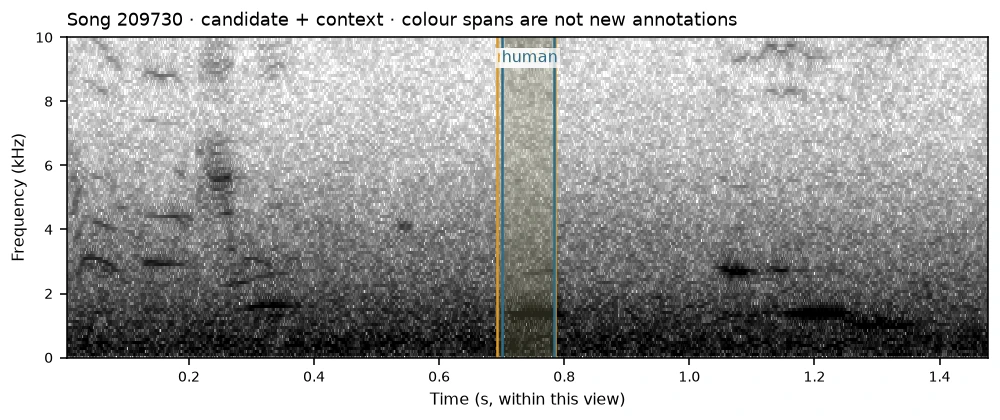 Song 209730 · candidate + context · colour spans are not new annotations
human
Frequency (kHz)
10
8
6
4
2
0
0.2 0.4 0.6 0.8 1.0 1.2 1.4
Time (s, within this view)